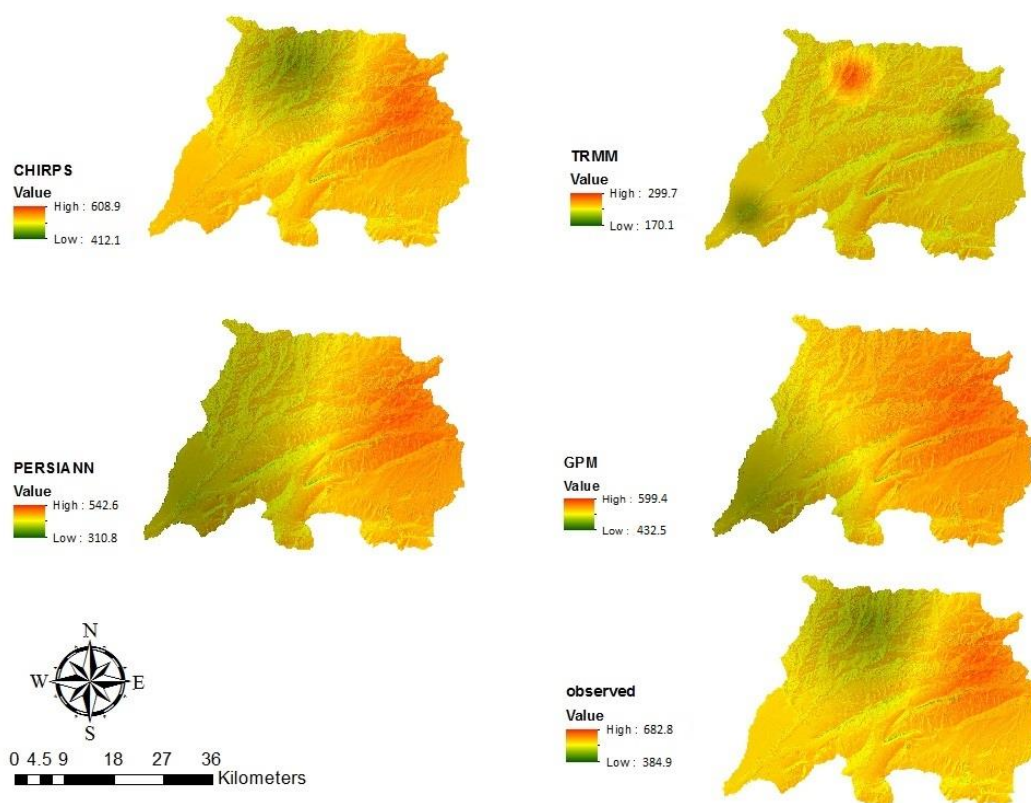 CHIRPS
Value
High : 608.9
Low : 412.1
TRMM
Value
High : 299.7
Low : 170.1
PERSIANN
Value
High : 542.6
Low : 310.8
GPM
Value
High : 599.4
Low : 432.5
N
W E
S
0 4.5 9 18 27 36
Kilometers
observed
Value
High : 682.8
Low : 384.9